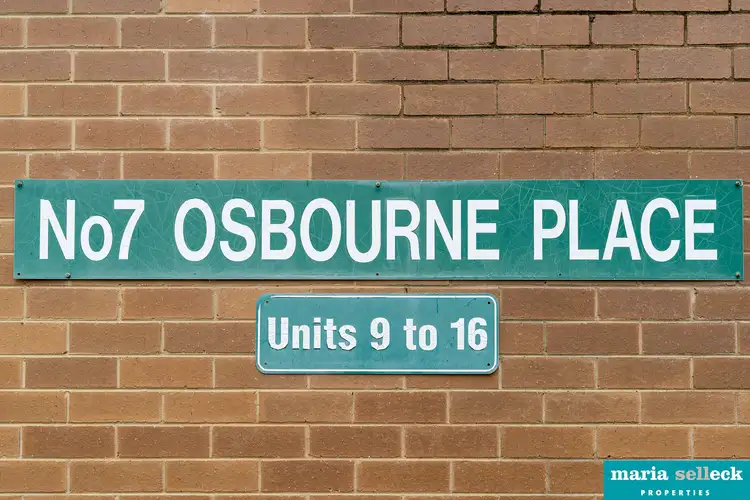 No7 OSBOURNE PLACE
Units 9 to 16
maria selleck
PROPERTIES